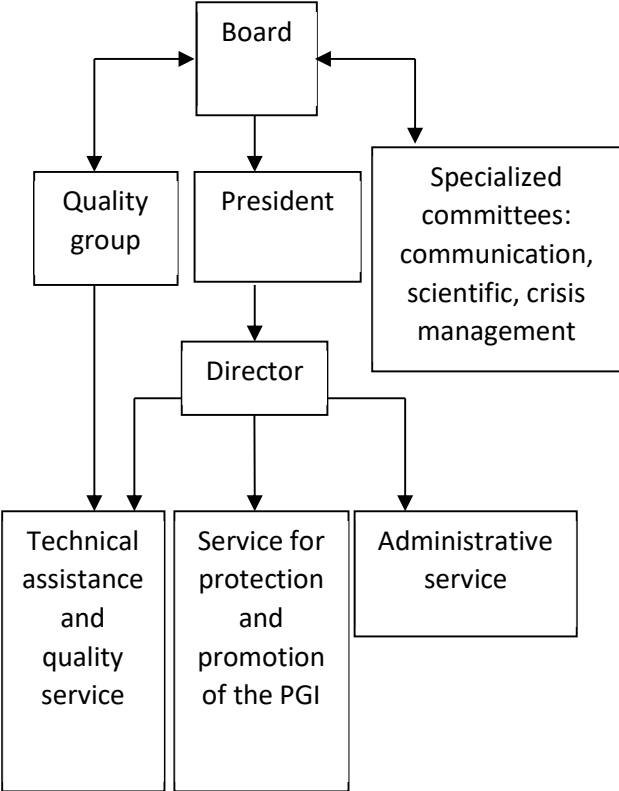 Board
Quality
group
President
Specialized
committees:
communication,
scientific, crisis
management
Director
Technical
assistance
and
quality
service
Service for
protection
and
promotion
of the PGI
Administrative
service